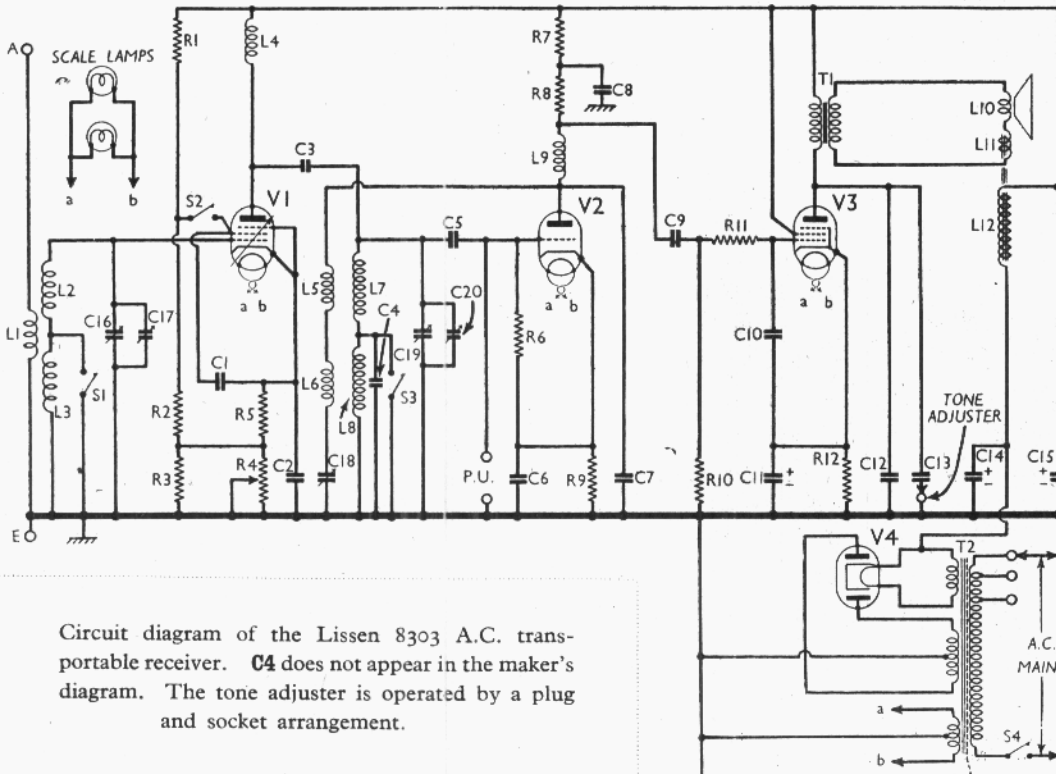 A
SCALE LAMPS
a
b
R1
L4
R7
R8
C8
T1
L10
L11
L12
L9
C3
S2
V1
V2
V3
C5
C9
R11
a b
a b
a b
L1
L2
L3
C16
C17
S1
C1
R2
R5
R3
R4
C2
L5
L6
L7
L8
C4
C18
C19
C20
S3
R6
P.U.
C6
R9
C7
C10
R10
C11
+
-
R12
C12
C13
TONE
ADJUSTER
C14
+
-
C15
+
-
E
V4
T2
A.C.
MAIN
S4
a
b
Circuit diagram of the Lissen 8303 A.C. trans-
portable receiver. C4 does not appear in the maker's
diagram. The tone adjuster is operated by a plug
and socket arrangement.